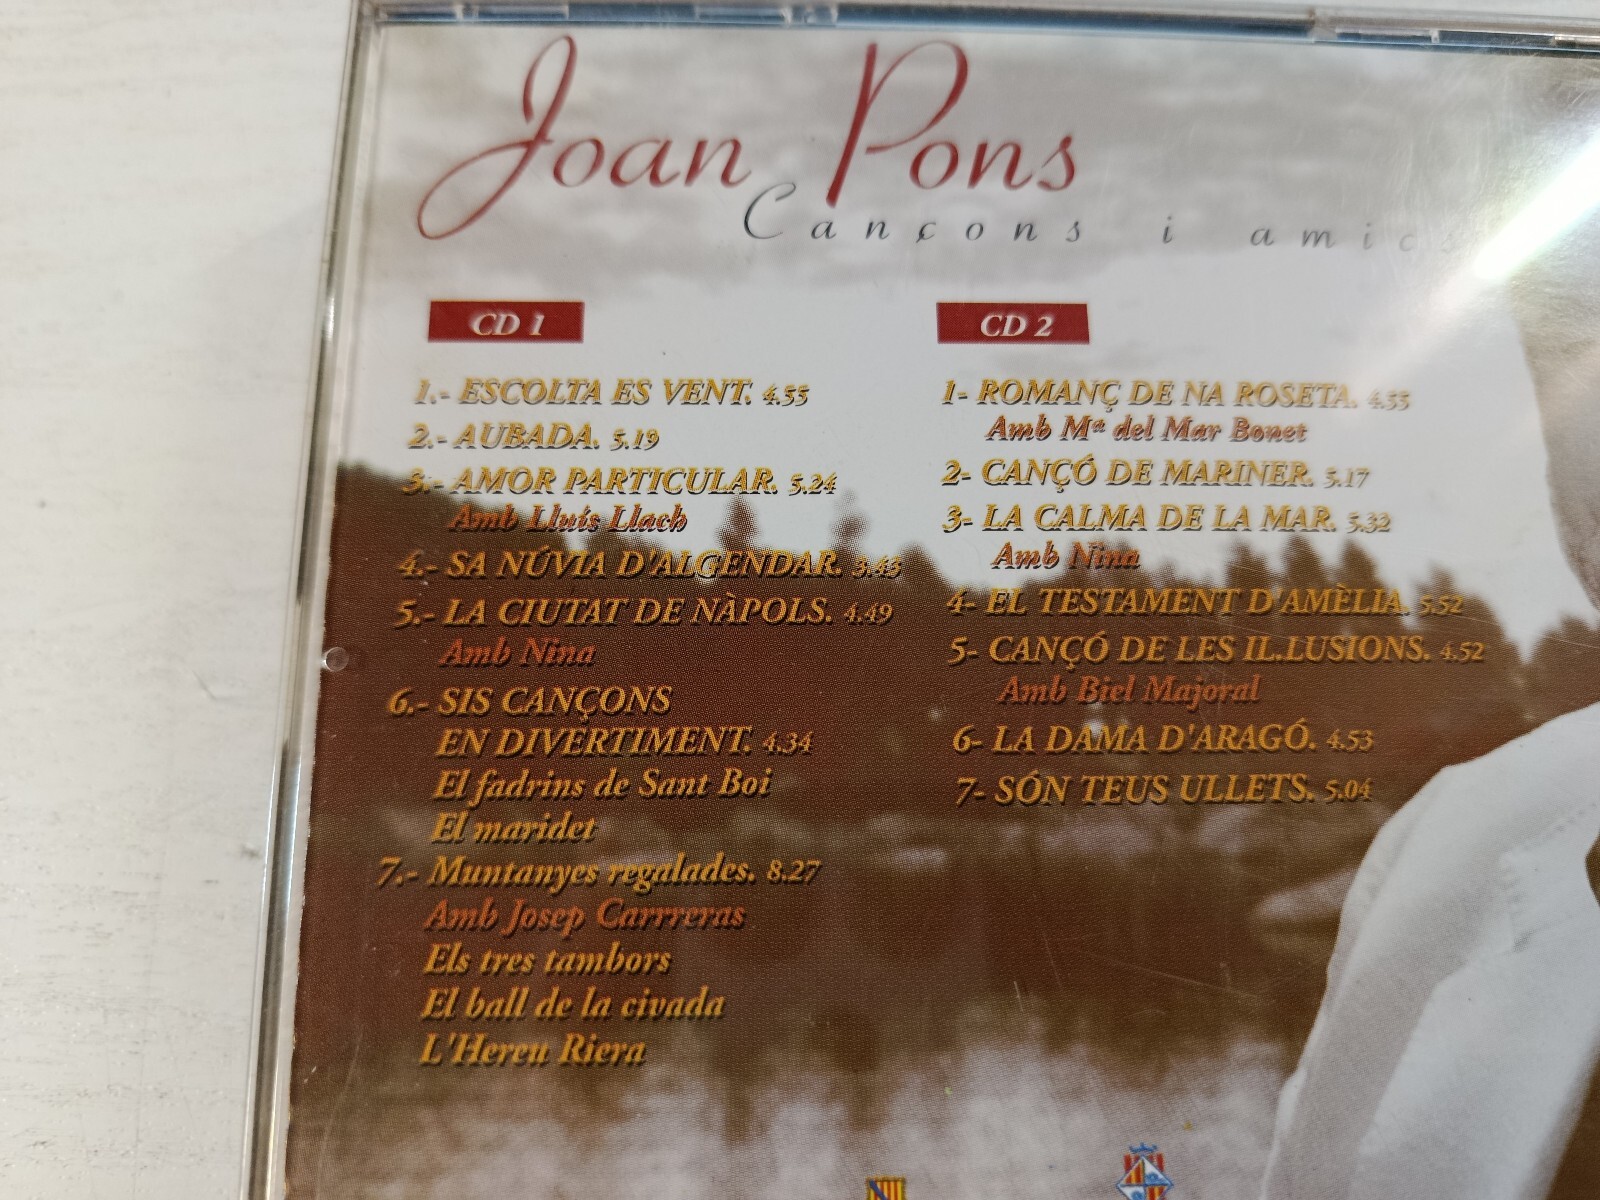 Joan Pons
Cançons i amics
CD 1
1.- ESCOLTA ES VENT. 4.55
2.- AUBADA. 5.19
3.- AMOR PARTICULAR. 5.24
Amb Lluís Llach
4.- SA NÚVIA D'ALGENDAR. 3.43
5.- LA CIUTAT DE NÀPOLS. 4.49
Amb Nina
6.- SIS CANÇONS
EN DIVERTIMENT. 4.34
El fadrins de Sant Boi
El maridet
7.- Muntanyes regalades. 8.27
Amb Josep Carrreras
Els tres tambors
El ball de la civada
L'Hereu Riera
CD 2
1- ROMANÇ DE NA ROSETA. 4.55
Amb Mª del Mar Bonet
2- CANÇÓ DE MARINER. 5.17
3- LA CALMA DE LA MAR. 5.32
Amb Nina
4- EL TESTAMENT D'AMÈLIA. 5.52
5- CANÇÓ DE LES IL.LUSIONS. 4.52
Amb Biel Majoral
6- LA DAMA D'ARAGÓ. 4.53
7- SÓN TEUS ULLETS. 5.04